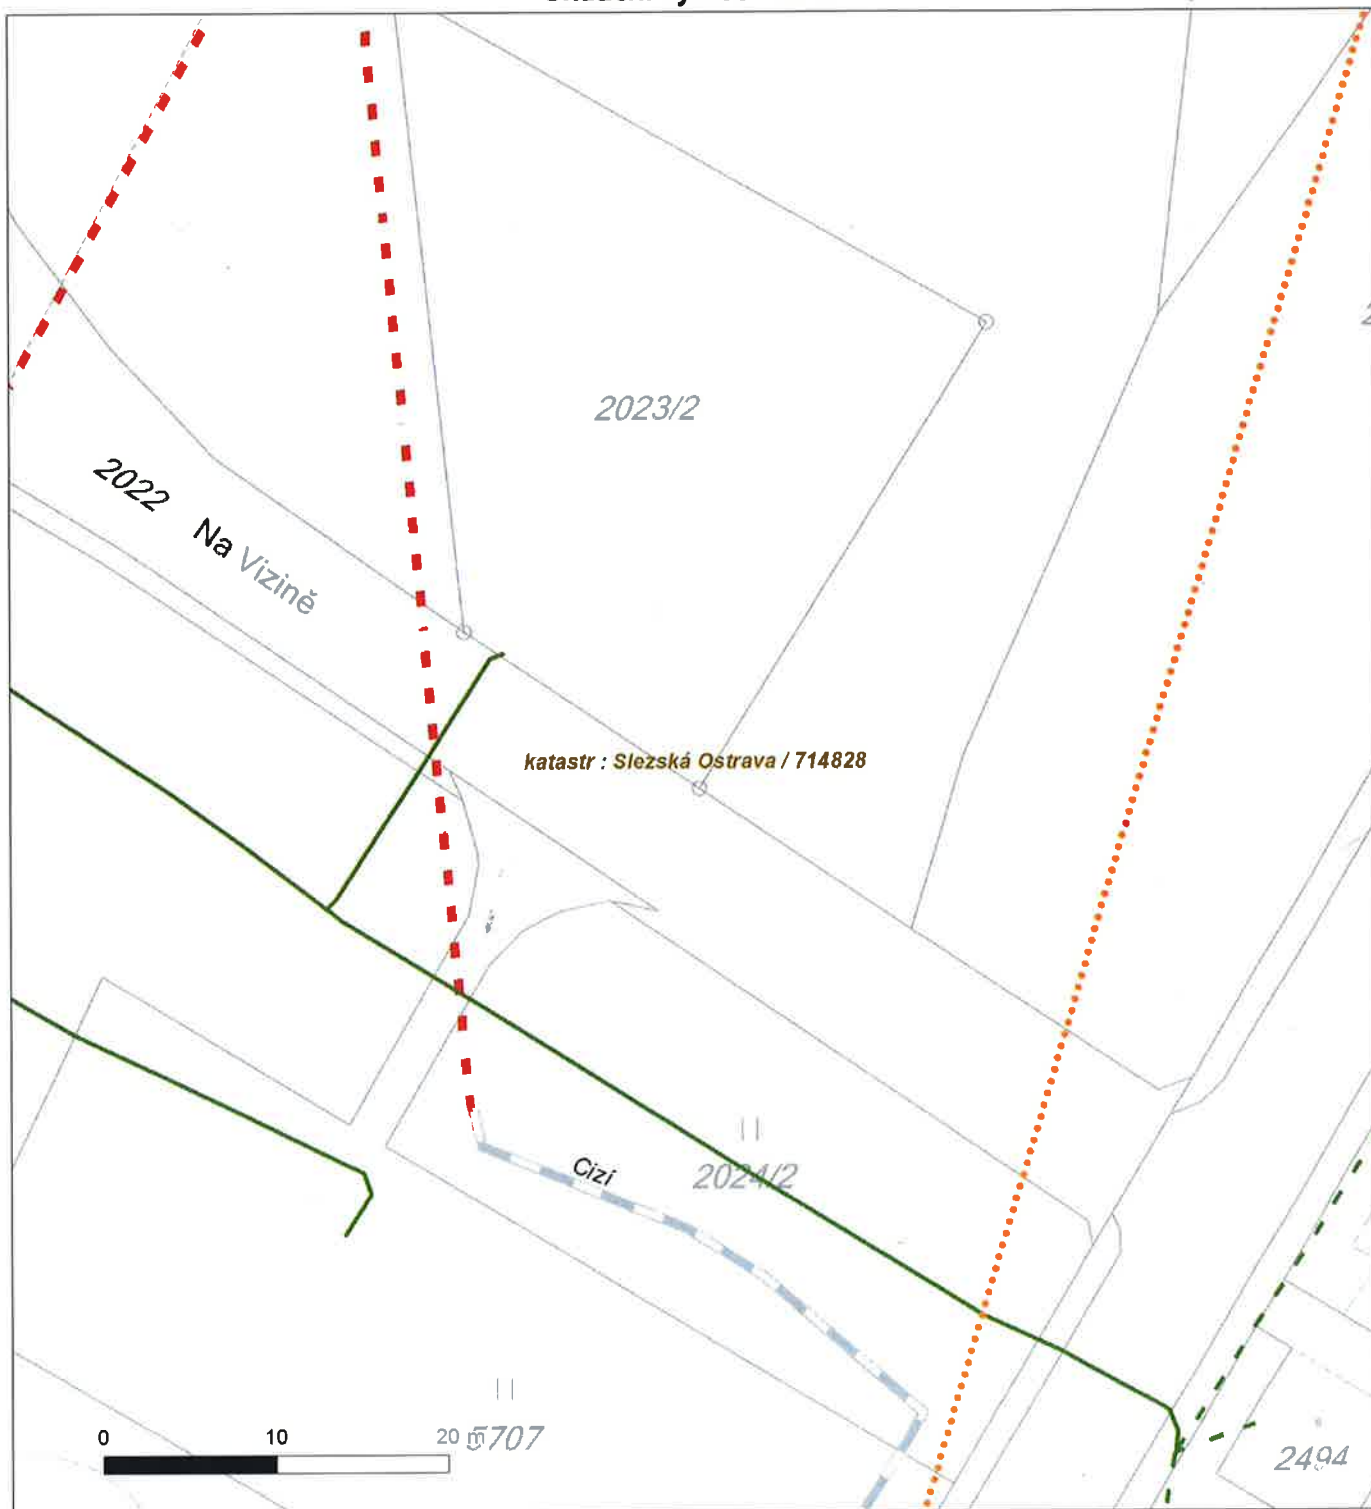 2023/2
2022
Na Vizině
katastr : Slezská Ostrava / 714828
Cizí
2024/2
5707
0 10 20 m
2494